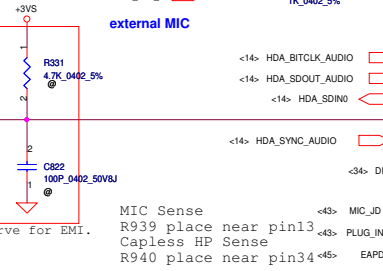 +3VS
1K_0402_5%
external MIC
1
R331
4.7K_0402_5%
@
2
<14> HDA_BITCLK_AUDIO
<14> HDA_SDOUT_AUDIO
<14> HDA_SDIN0
<14> HDA_SYNC_AUDIO
2
C822
100P_0402_50V8J
1
@
<34>
rve for EMI.
MIC Sense
R939 place near pin13
Capless HP Sense
R940 place near pin34
<43> MIC_JD
<43> PLUG_IN
<45> EAPD